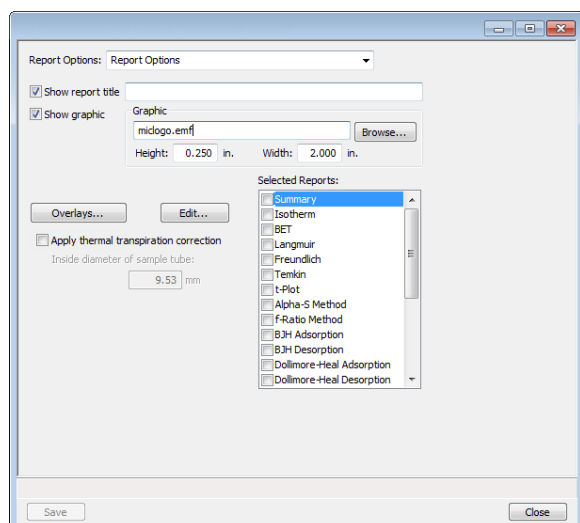 Report Options: Report Options
Show report title
Show graphic
Graphic
miclogo.emf
Browse...
Height: 0.250 in. Width: 2.000 in.
Selected Reports:
Overlays... Edit...
Apply thermal transpiration correction
Inside diameter of sample tube:
9.53 mm
Summary
Isotherm
BET
Langmuir
Freundlich
Temkin
t-Plot
Alpha-S Method
f-Ratio Method
BJH Adsorption
BJH Desorption
Dollimore-Heal Adsorption
Dollimore-Heal Desorption
Save Close